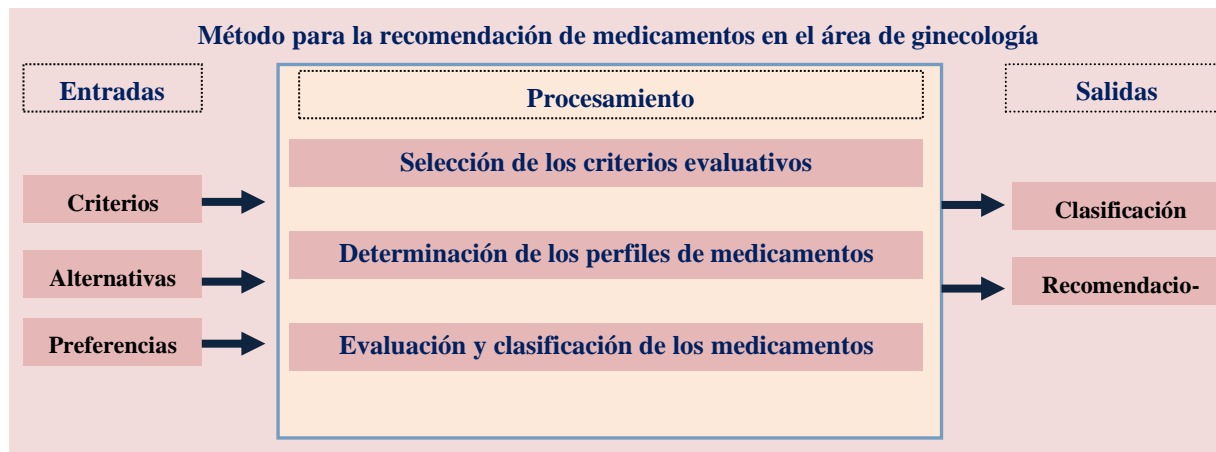 Método para la recomendación de medicamentos en el área de ginecología
Entradas
Procesamiento
Salidas
Selección de los criterios evaluativos
Criterios
Clasificación
Determinación de los perfiles de medicamentos
Alternativas
Recomendacio-
Preferencias
Evaluación y clasificación de los medicamentos